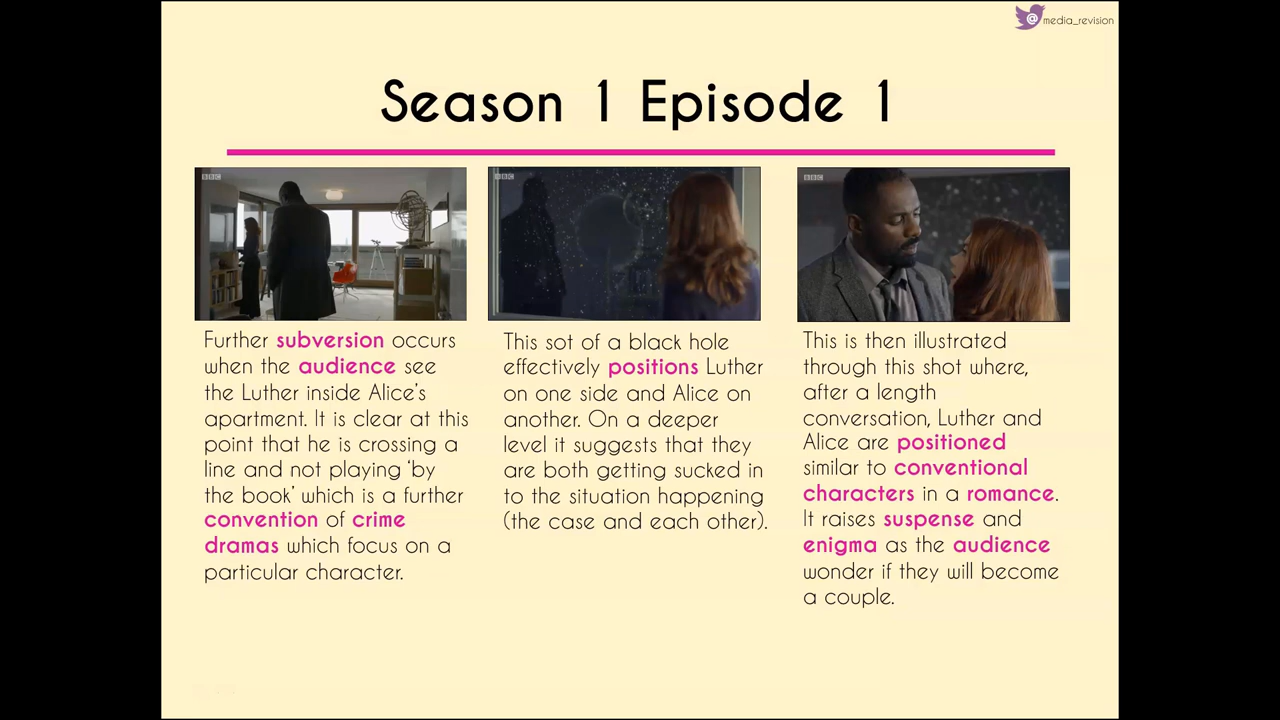 @media_revision
Season 1 Episode 1
BBC
BBC
BBC
Further subversion occurs
when the audience see
the Luther inside Alice's
apartment. It is clear at this
point that he is crossing a
line and not playing 'by
the book' which is a further
convention of crime
dramas which focus on a
particular character.
This sot of a black hole
effectively positions Luther
on one side and Alice on
another. On a deeper
level it suggests that they
are both getting sucked in
to the situation happening
(the case and each other).
This is then illustrated
through this shot where,
after a length
conversation, Luther and
Alice are positioned
similar to conventional
characters in a romance.
It raises suspense and
enigma as the audience
wonder if they will become
a couple.